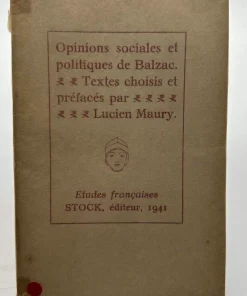 Opinions sociales et
politiques de Balzac.
Textes choisis et
préfacés par
Lucien Maury.
Etudes françaises
STOCK, éditeur, 1941